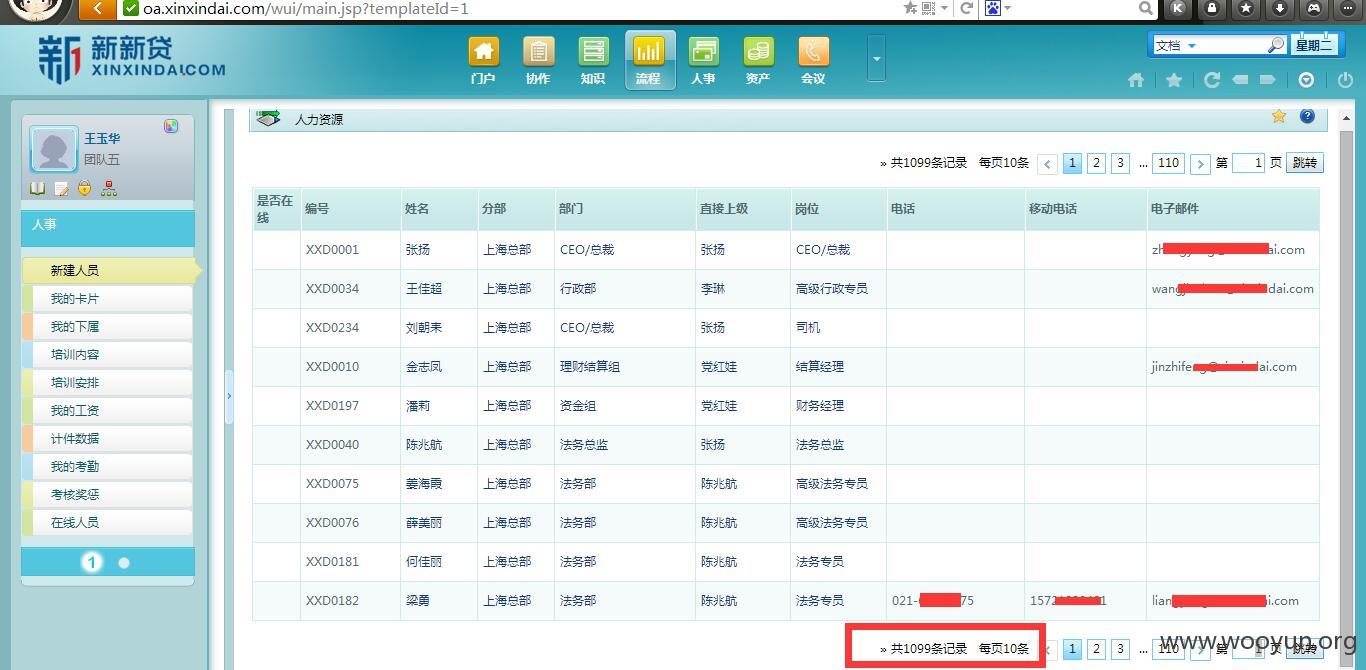 oa.xinxindai.com/wui/main.jsp?templateId=1
新新贷
XINXINDAI.COM
门户 协作 知识 流程 人事 资产 会议
文档 星期二
王玉华
团队五
人事
新建人员
我的卡片
我的下属
培训内容
培训安排
我的工资
计件数据
我的考勤
考核奖惩
在线人员
1
人力资源
» 共1099条记录 每页10条 < 1 2 3 ... 110 > 第 1 页 跳转
是否在线 编号 姓名 分部 部门 直接上级 岗位 电话 移动电话 电子邮件
XXD0001 张扬 上海总部 CEO/总裁 张扬 CEO/总裁 ai.com
XXD0034 王佳超 上海总部 行政部 李琳 高级行政专员 wang dai.com
XXD0234 刘朝束 上海总部 CEO/总裁 张扬 司机
XXD0010 金志凤 上海总部 理财结算组 党红娃 结算经理 jinzhife ai.com
XXD0197 潘莉 上海总部 资金组 党红娃 财务经理
XXD0040 陈兆航 上海总部 法务总监 张扬 法务总监
XXD0075 姜海霞 上海总部 法务部 陈兆航 高级法务专员
XXD0076 薛美丽 上海总部 法务部 陈兆航 高级法务专员
XXD0181 何佳丽 上海总部 法务部 陈兆航 法务专员
XXD0182 梁勇 上海总部 法务部 陈兆航 法务专员 021- 75 157 1 lian ai.com
» 共1099条记录 每页10条 < 1 2 3 ... 110 > 第 1 页 跳转
www.wooyun.org